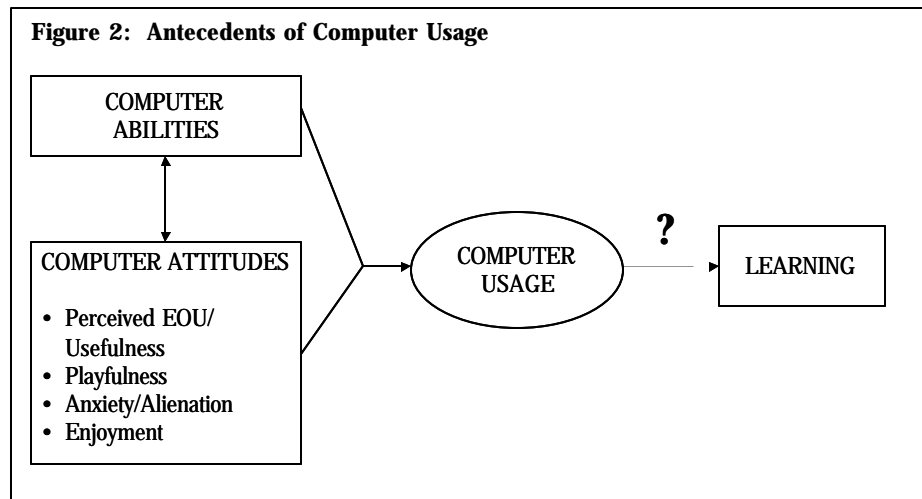 Figure 2: Antecedents of Computer Usage
COMPUTER
ABILITIES
COMPUTER ATTITUDES
• Perceived EOU/
Usefulness
• Playfulness
• Anxiety/Alienation
• Enjoyment
COMPUTER
USAGE
?
LEARNING